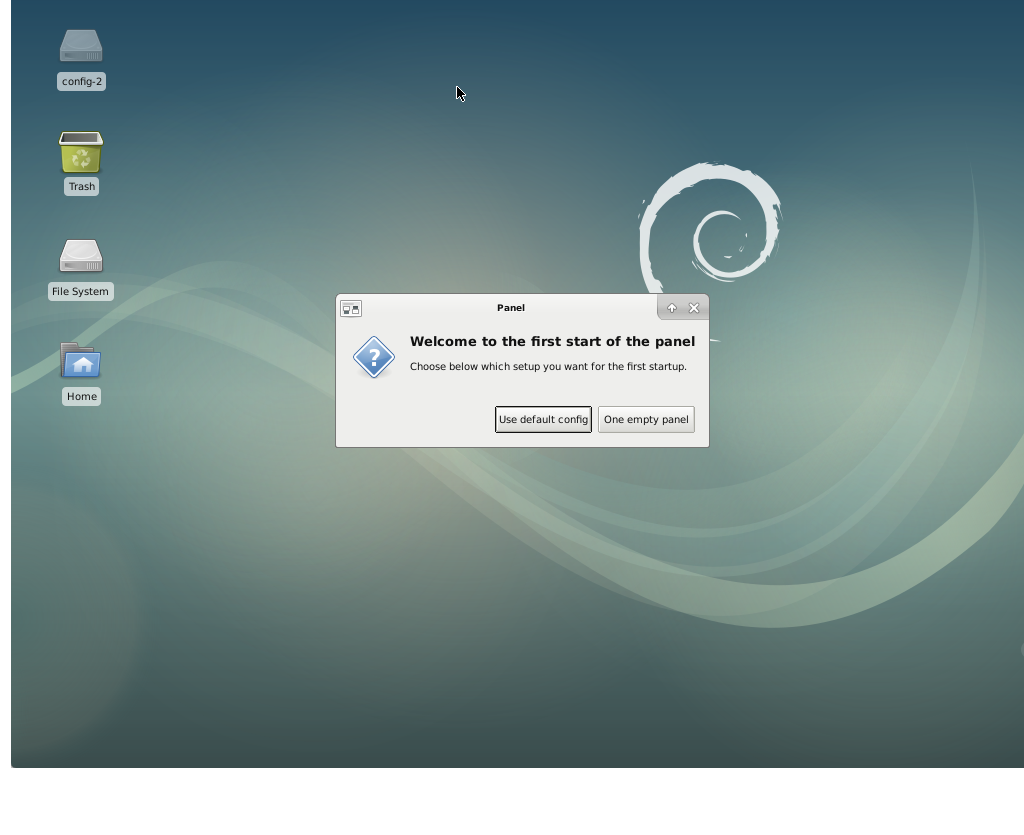 config-2
Trash
File System
Home
Panel
Welcome to the first start of the panel
Choose below which setup you want for the first startup.
Use default config
One empty panel